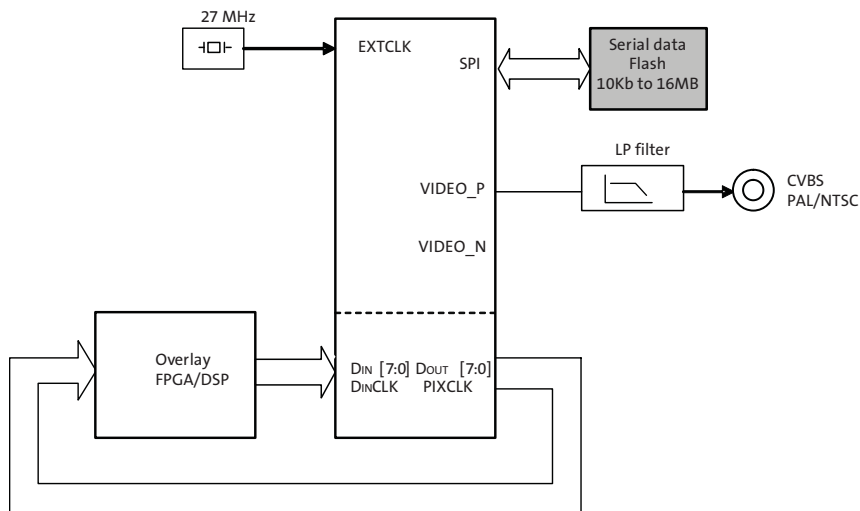 27 MHz
EXTCLK
SPI
Serial data
Flash
10Kb to 16MB
LP filter
VIDEO_P
CVBS
PAL/NTSC
VIDEO_N
Overlay
FPGA/DSP
DIN [7:0] DOUT [7:0]
DINCLK PIXCLK